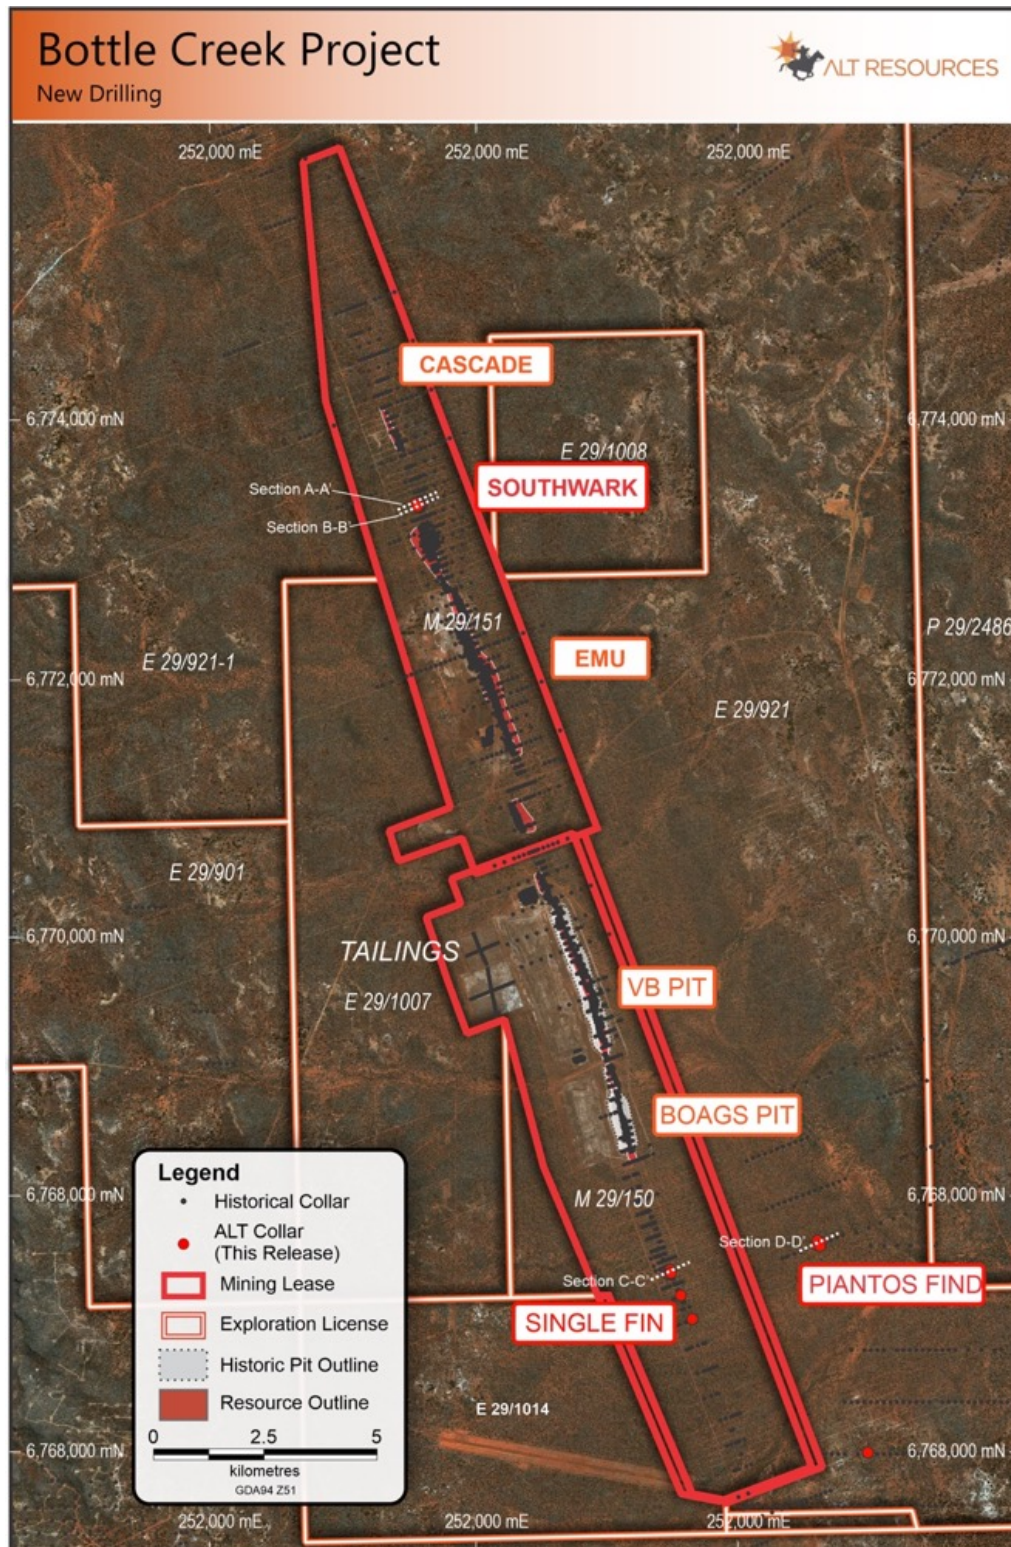 Bottle Creek Project
New Drilling
ALT RESOURCES
252,000 mE 252,000 mE 252,000 mE
CASCADE
6,774,000 mN 6,774,000 mN
E 29/1008
Section A-A'
SOUTHWARK
Section B-B'
M 29/151
P 29/2486
E 29/921-1
EMU
6,772,000 mN 6,772,000 mN
E 29/921
E 29/901
6,770,000 mN 6,770,000 mN
TAILINGS
VB PIT
E 29/1007
BOAGS PIT
Legend
Historical Collar
ALT Collar
(This Release)
Mining Lease
Exploration License
Historic Pit Outline
Resource Outline
0 2.5 5
kilometres
GDA94 Z51
6,768,000 mN 6,768,000 mN
M 29/150
Section D-D'
Section C-C'
PIANTOS FIND
SINGLE FIN
E 29/1014
6,768,000 mN 6,768,000 mN
252,000 mE 252,000 mE 252,000 mE